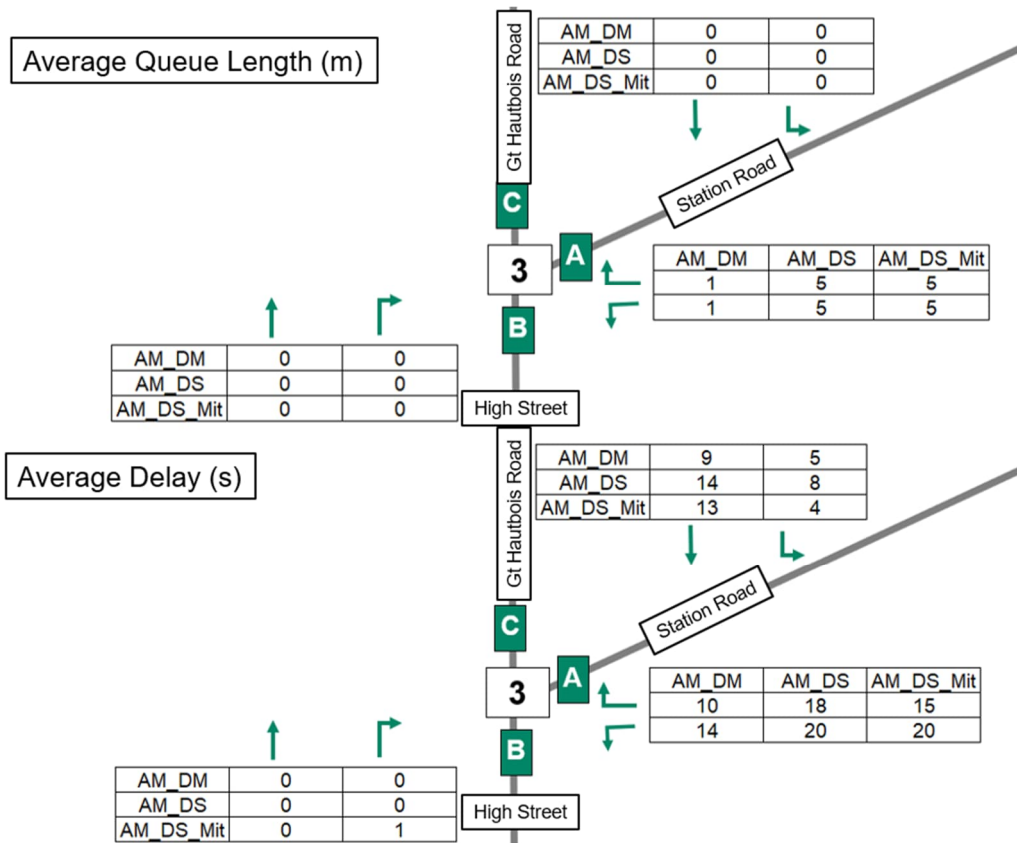 Average Queue Length (m)
Gt Hautbois Road
AM_DM 0 0
AM_DS 0 0
AM_DS_Mit 0 0
Station Road
C
A
3
B
AM_DM AM_DS AM_DS_Mit
1 5 5
1 5 5
AM_DM 0 0
AM_DS 0 0
AM_DS_Mit 0 0
High Street
Average Delay (s)
Gt Hautbois Road
AM_DM 9 5
AM_DS 14 8
AM_DS_Mit 13 4
Station Road
C
A
3
B
AM_DM AM_DS AM_DS_Mit
10 18 15
14 20 20
AM_DM 0 0
AM_DS 0 0
AM_DS_Mit 0 1
High Street